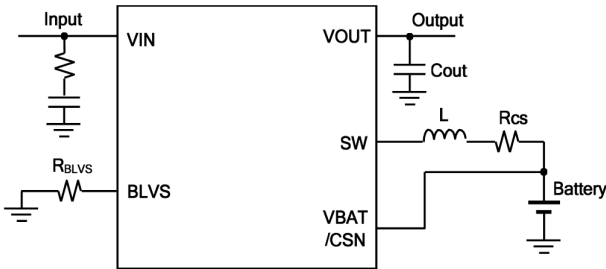 Input
VIN
VOUT
Output
Cout
L
Rcs
SW
RBLVS
BLVS
VBAT
/CSN
Battery